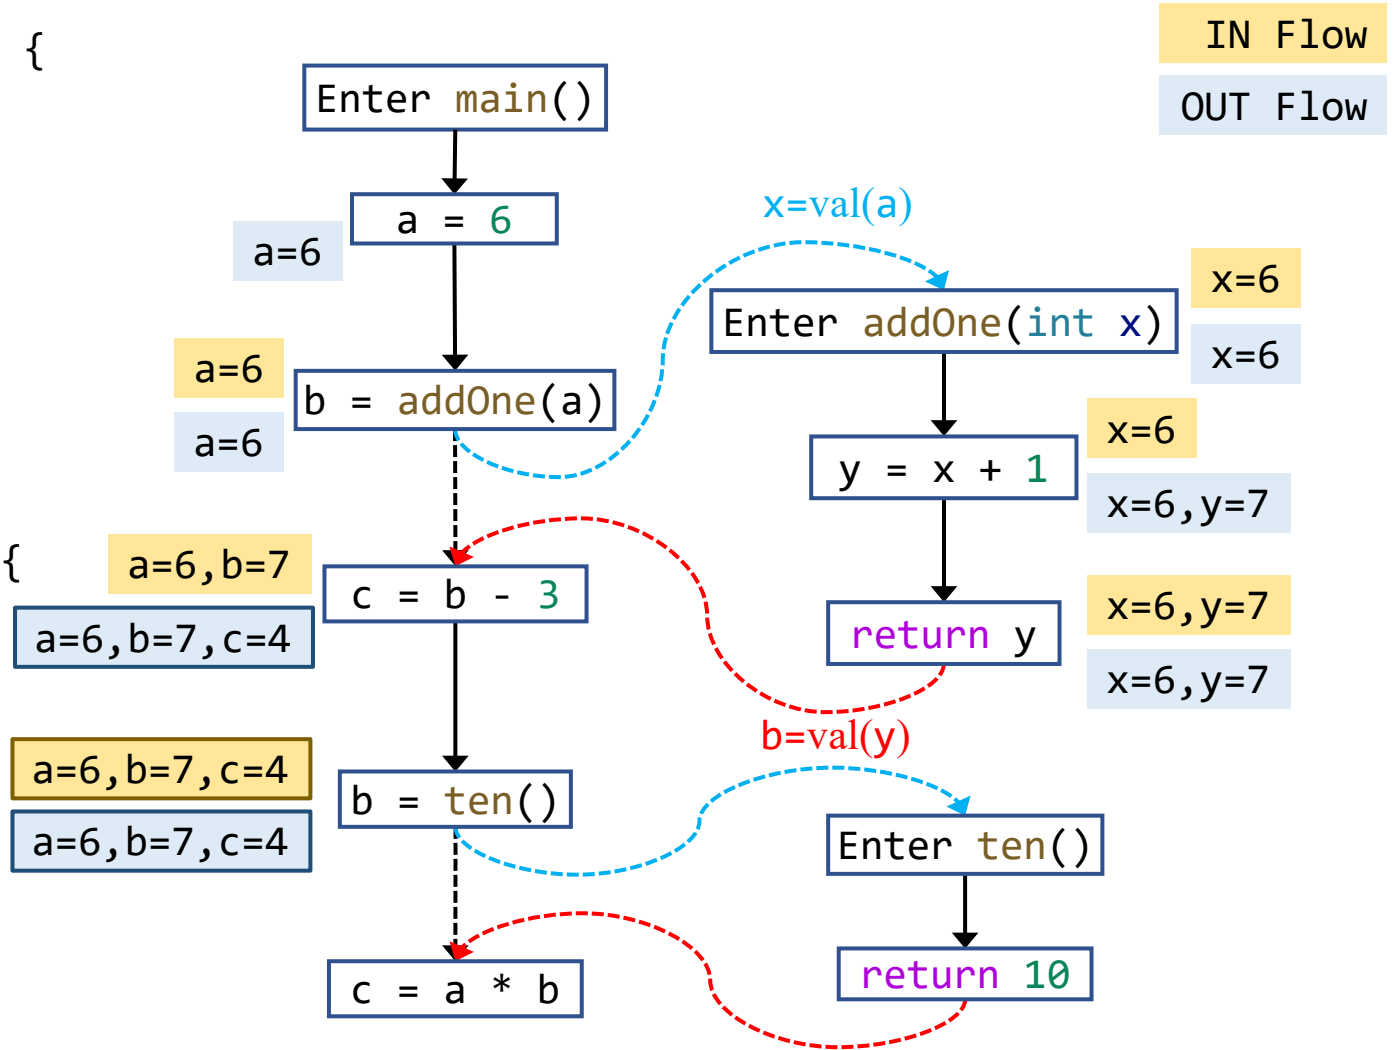 IN Flow
{
Enter main()
OUT Flow
x=val(a)
a = 6
a=6
x=6
Enter addOne(int x)
x=6
a=6
b = addOne(a)
a=6
x=6
y = x + 1
x=6,y=7
{
a=6,b=7
c = b - 3
a=6,b=7,c=4
x=6,y=7
return y
x=6,y=7
b=val(y)
a=6,b=7,c=4
b = ten()
a=6,b=7,c=4
Enter ten()
return 10
c = a * b